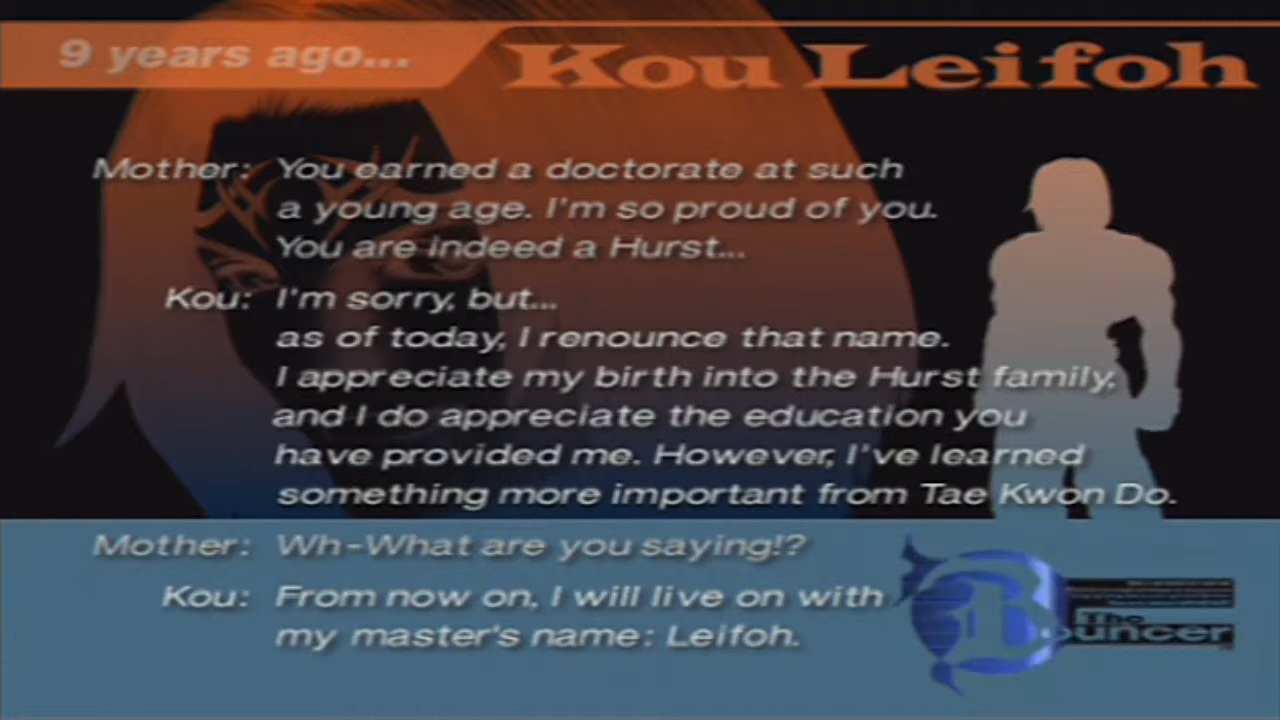 9 years ago...
Kou Leifoh
Mother: You earned a doctorate at such
a young age. I'm so proud of you.
You are indeed a Hurst...
Kou: I'm sorry, but...
as of today, I renounce that name.
I appreciate my birth into the Hurst family,
and I do appreciate the education you
have provided me. However, I've learned
something more important from Tae Kwon Do.
Mother: Wh-What are you saying!?
Kou: From now on, I will live on with
my master's name: Leifoh.
The
Bouncer